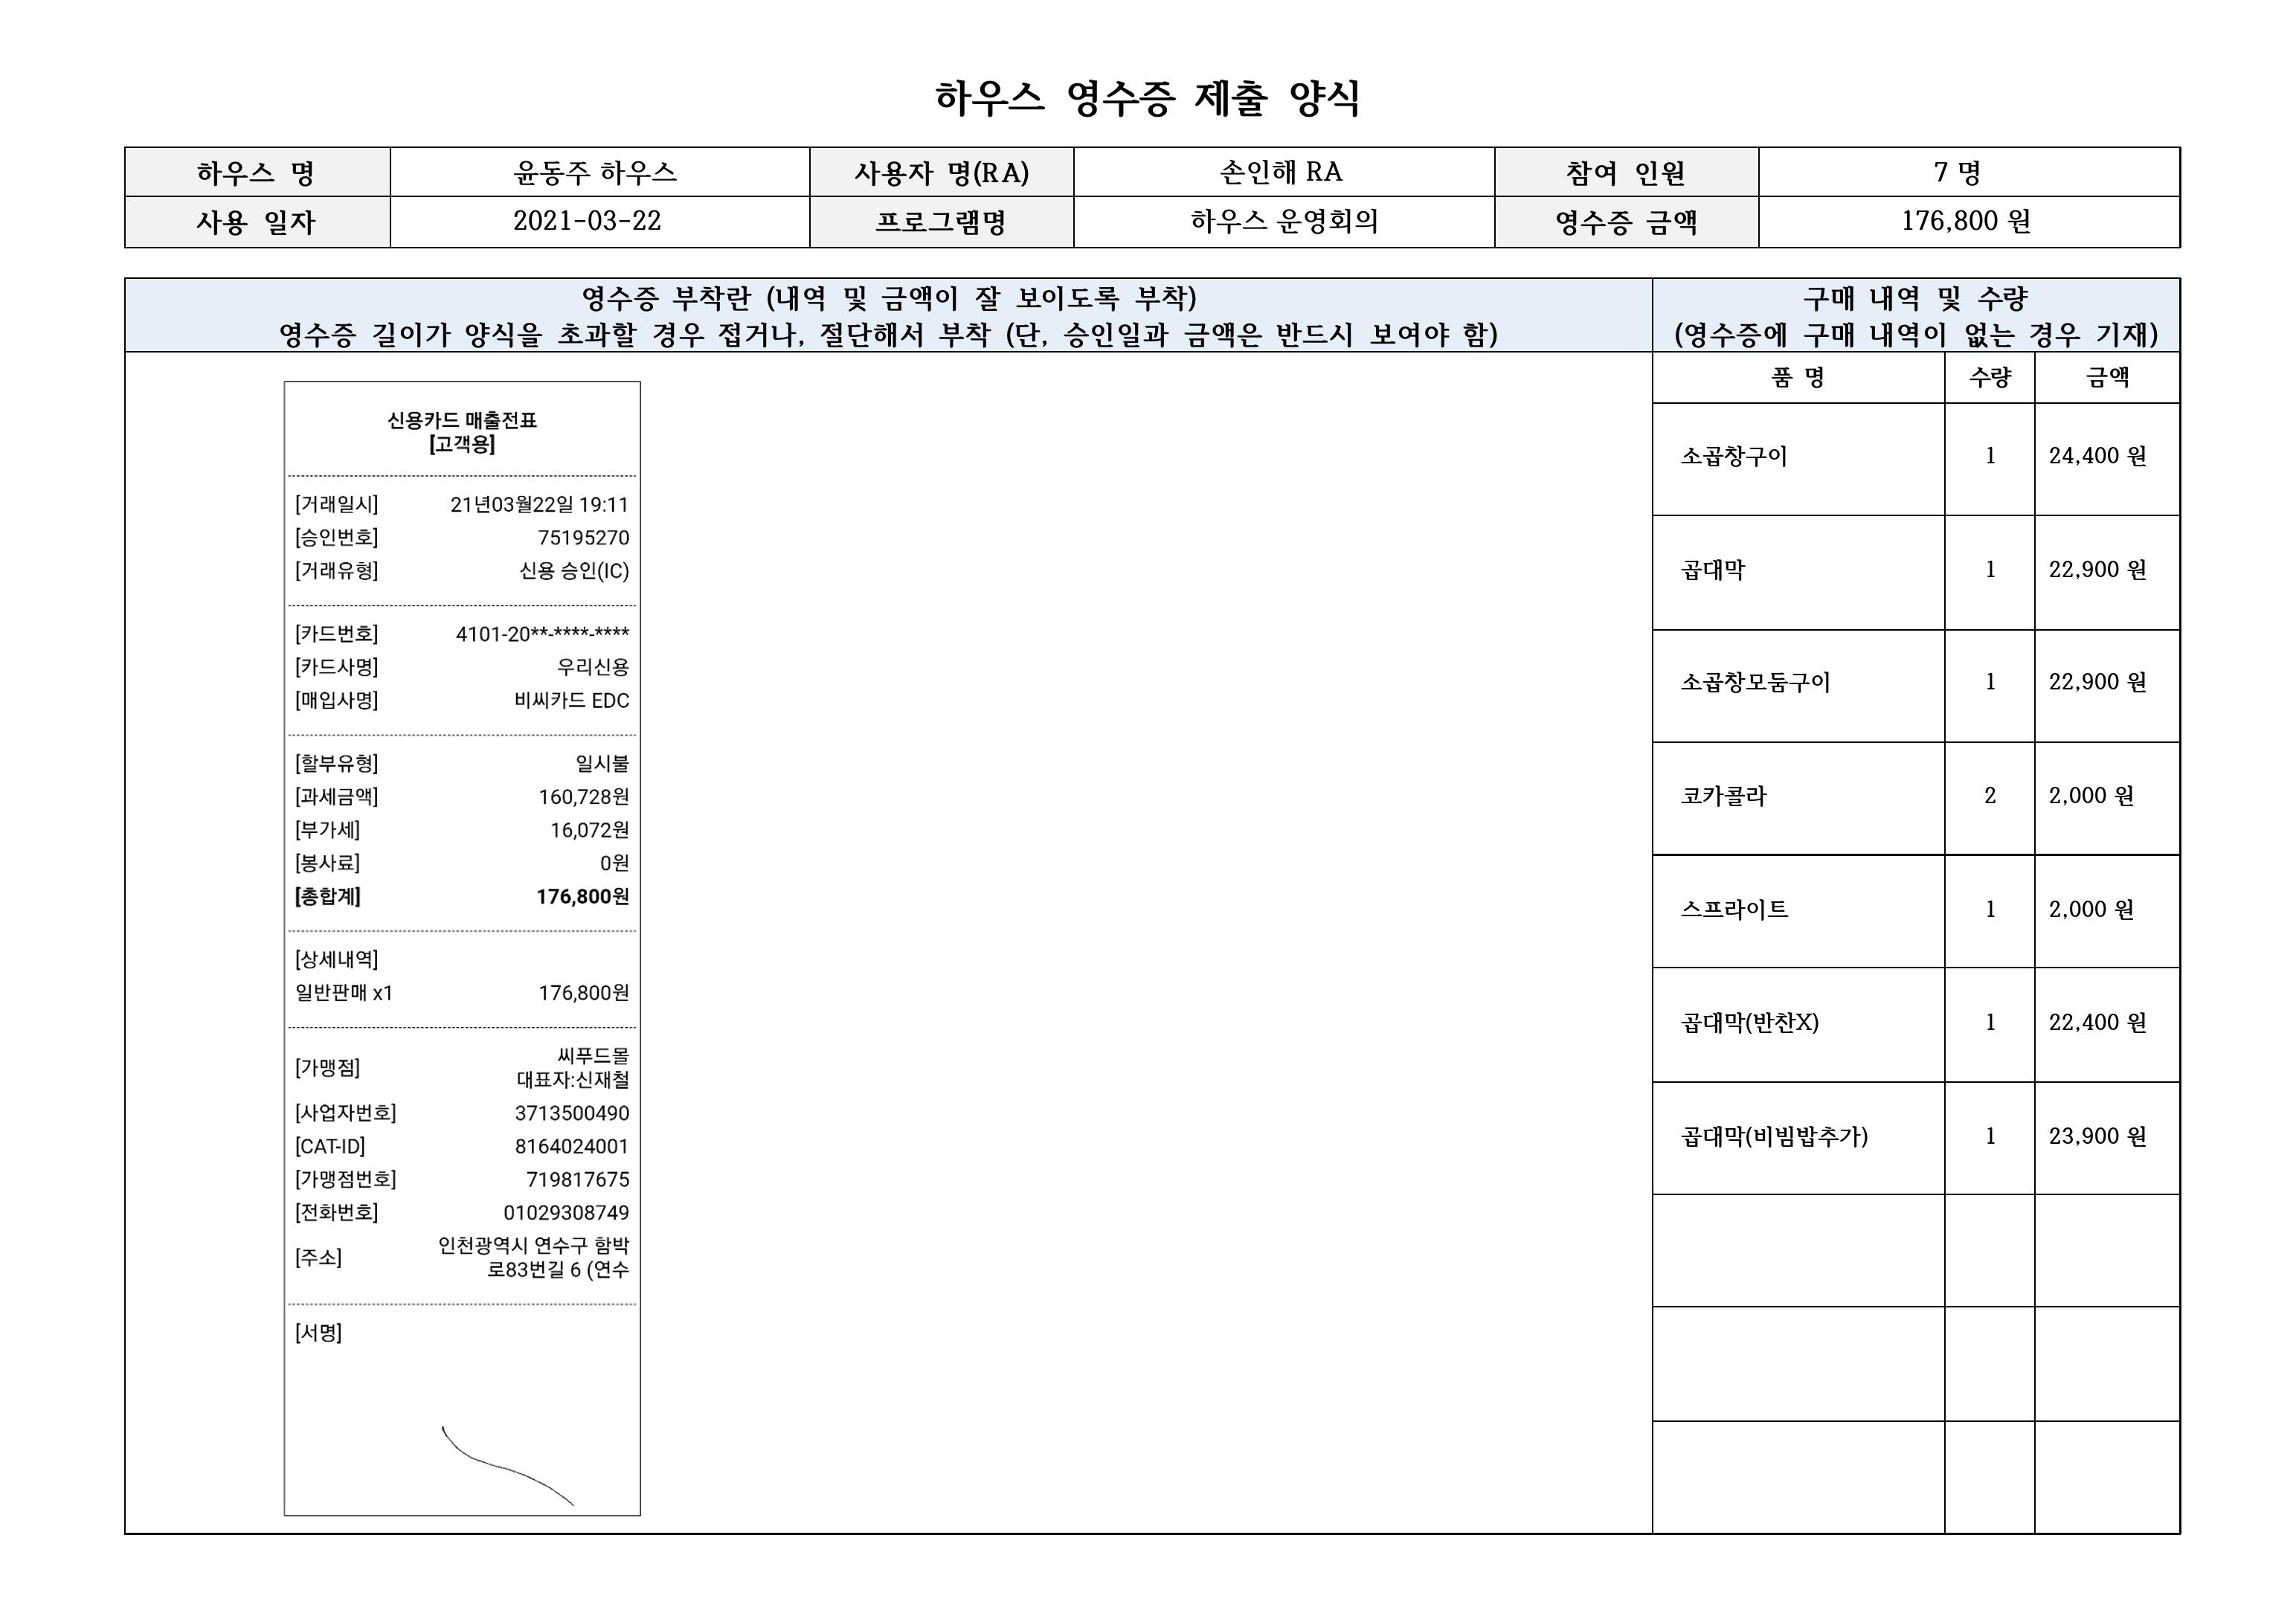 하우스 영수증 제출 양식
하우스 명 윤동주 하우스 사용자 명(RA) 손인해 RA 참여 인원 7 명
사용 일자 2021-03-22 프로그램명 하우스 운영회의 영수증 금액 176,800 원
영수증 부착란 (내역 및 금액이 잘 보이도록 부착)
영수증 길이가 양식을 초과할 경우 접거나, 절단해서 부착 (단, 승인일과 금액은 반드시 보여야 함)
구매 내역 및 수량
(영수증에 구매 내역이 없는 경우 기재)
신용카드 매출전표
[고객용]
[거래일시] 21년03월22일 19:11
[승인번호] 75195270
[거래유형] 신용 승인(IC)
[카드번호] 4101-20**-****-****
[카드사명] 우리신용
[매입사명] 비씨카드 EDC
[할부유형] 일시불
[과세금액] 160,728원
[부가세] 16,072원
[봉사료] 0원
[총합계] 176,800원
[상세내역]
일반판매 x1 176,800원
[가맹점] 씨푸드몰
대표자:신재철
[사업자번호] 3713500490
[CAT-ID] 8164024001
[가맹점번호] 719817675
[전화번호] 01029308749
[주소] 인천광역시 연수구 함박
로83번길 6 (연수
[서명]
품 명 수량 금액
소곱창구이 1 24,400 원
곱대막 1 22,900 원
소곱창모둠구이 1 22,900 원
코카콜라 2 2,000 원
스프라이트 1 2,000 원
곱대막(반찬X) 1 22,400 원
곱대막(비빔밥추가) 1 23,900 원